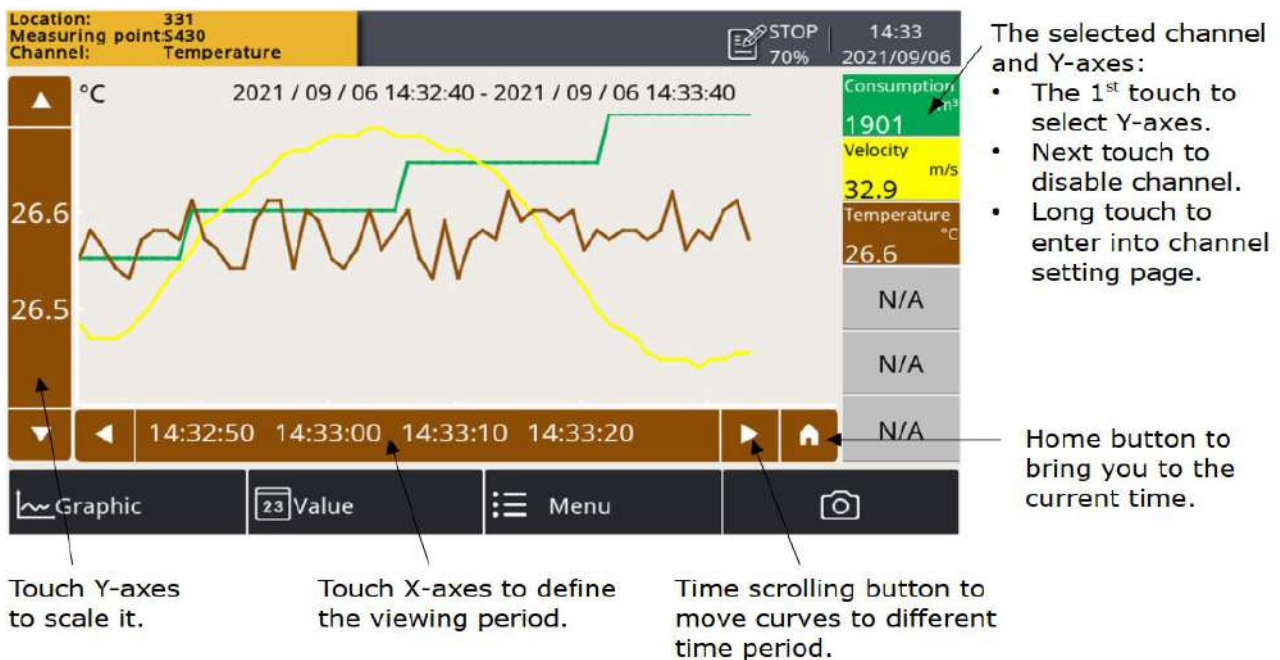 Location: 331
Measuring point:S430
Channel: Temperature
STOP
70%
14:33
2021/09/06
°C
2021 / 09 / 06 14:32:40 - 2021 / 09 / 06 14:33:40
26.6
26.5
Consumption
m³
1901
Velocity
m/s
32.9
Temperature
°C
26.6
N/A
N/A
N/A
14:32:50 14:33:00 14:33:10 14:33:20
Graphic
23 Value
Menu
The selected channel
and Y-axes:
• The 1st touch to
select Y-axes.
• Next touch to
disable channel.
• Long touch to
enter into channel
setting page.
Home button to
bring you to the
current time.
Touch Y-axes
to scale it.
Touch X-axes to define
the viewing period.
Time scrolling button to
move curves to different
time period.